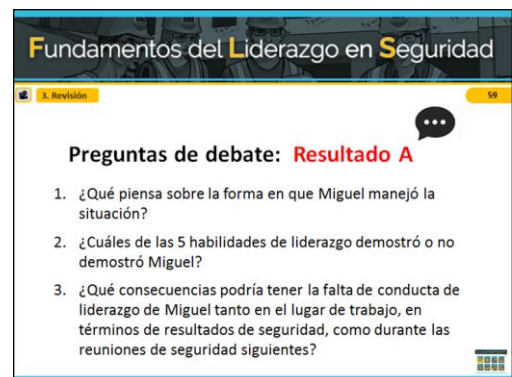 Fundamentos del Liderazgo en Seguridad
3. Revisión
59
Preguntas de debate: Resultado A
1. ¿Qué piensa sobre la forma en que Miguel manejó la
situación?
2. ¿Cuáles de las 5 habilidades de liderazgo demostró o no
demostró Miguel?
3. ¿Qué consecuencias podría tener la falta de conducta de
liderazgo de Miguel tanto en el lugar de trabajo, en
términos de resultados de seguridad, como durante las
reuniones de seguridad siguientes?